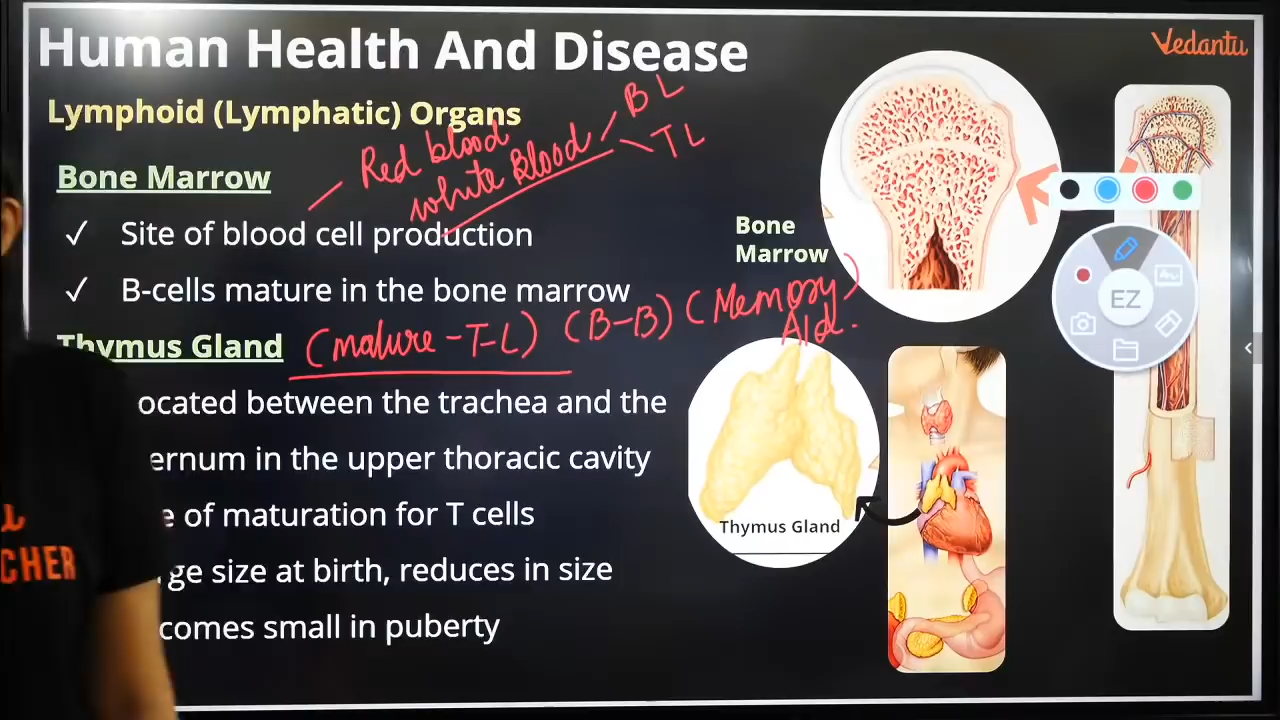 Human Health And Disease
Vedantu
Lymphoid (Lymphatic) Organs
B L
Red blood
White Blood
T L
Bone Marrow
✓ Site of blood cell production
✓ B-cells mature in the bone marrow
Bone
Marrow
Thymus Gland (mature-T-L) (B-B) (Memory)
EZ
ocated between the trachea and the
ernum in the upper thoracic cavity
e of maturation for T cells
Thymus Gland
ge size at birth, reduces in size
comes small in puberty
CHER